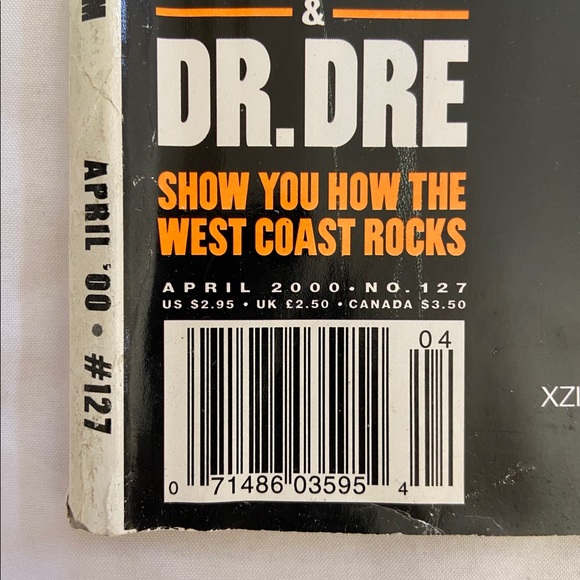 &
DR. DRE
SHOW YOU HOW THE
WEST COAST ROCKS
APRIL 2000 • NO. 127
US $2.95 • UK £2.50 • CANADA $3.50
04
0 71486 03595 4
XZI
M APRIL '00 • #127